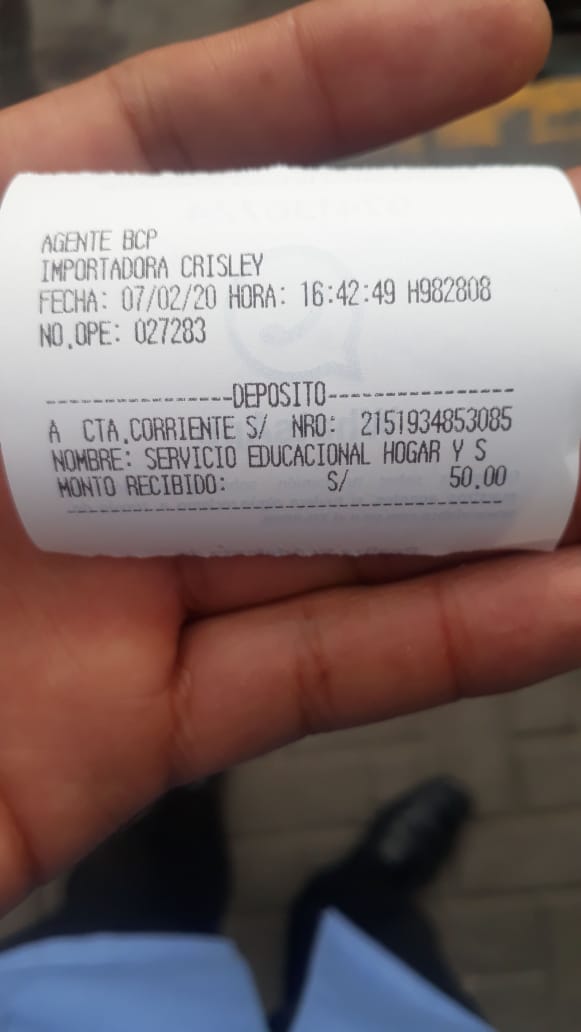 AGENTE BCP
IMPORTADORA CRISLEY
FECHA: 07/02/20 HORA: 16:42:49 H982808
NO.OPE: 027283
------------------DEPOSITO------------------
A CTA.CORRIENTE S/ NRO: 2151934853085
NOMBRE: SERVICIO EDUCACIONAL HOGAR Y S
MONTO RECIBIDO: S/ 50.00